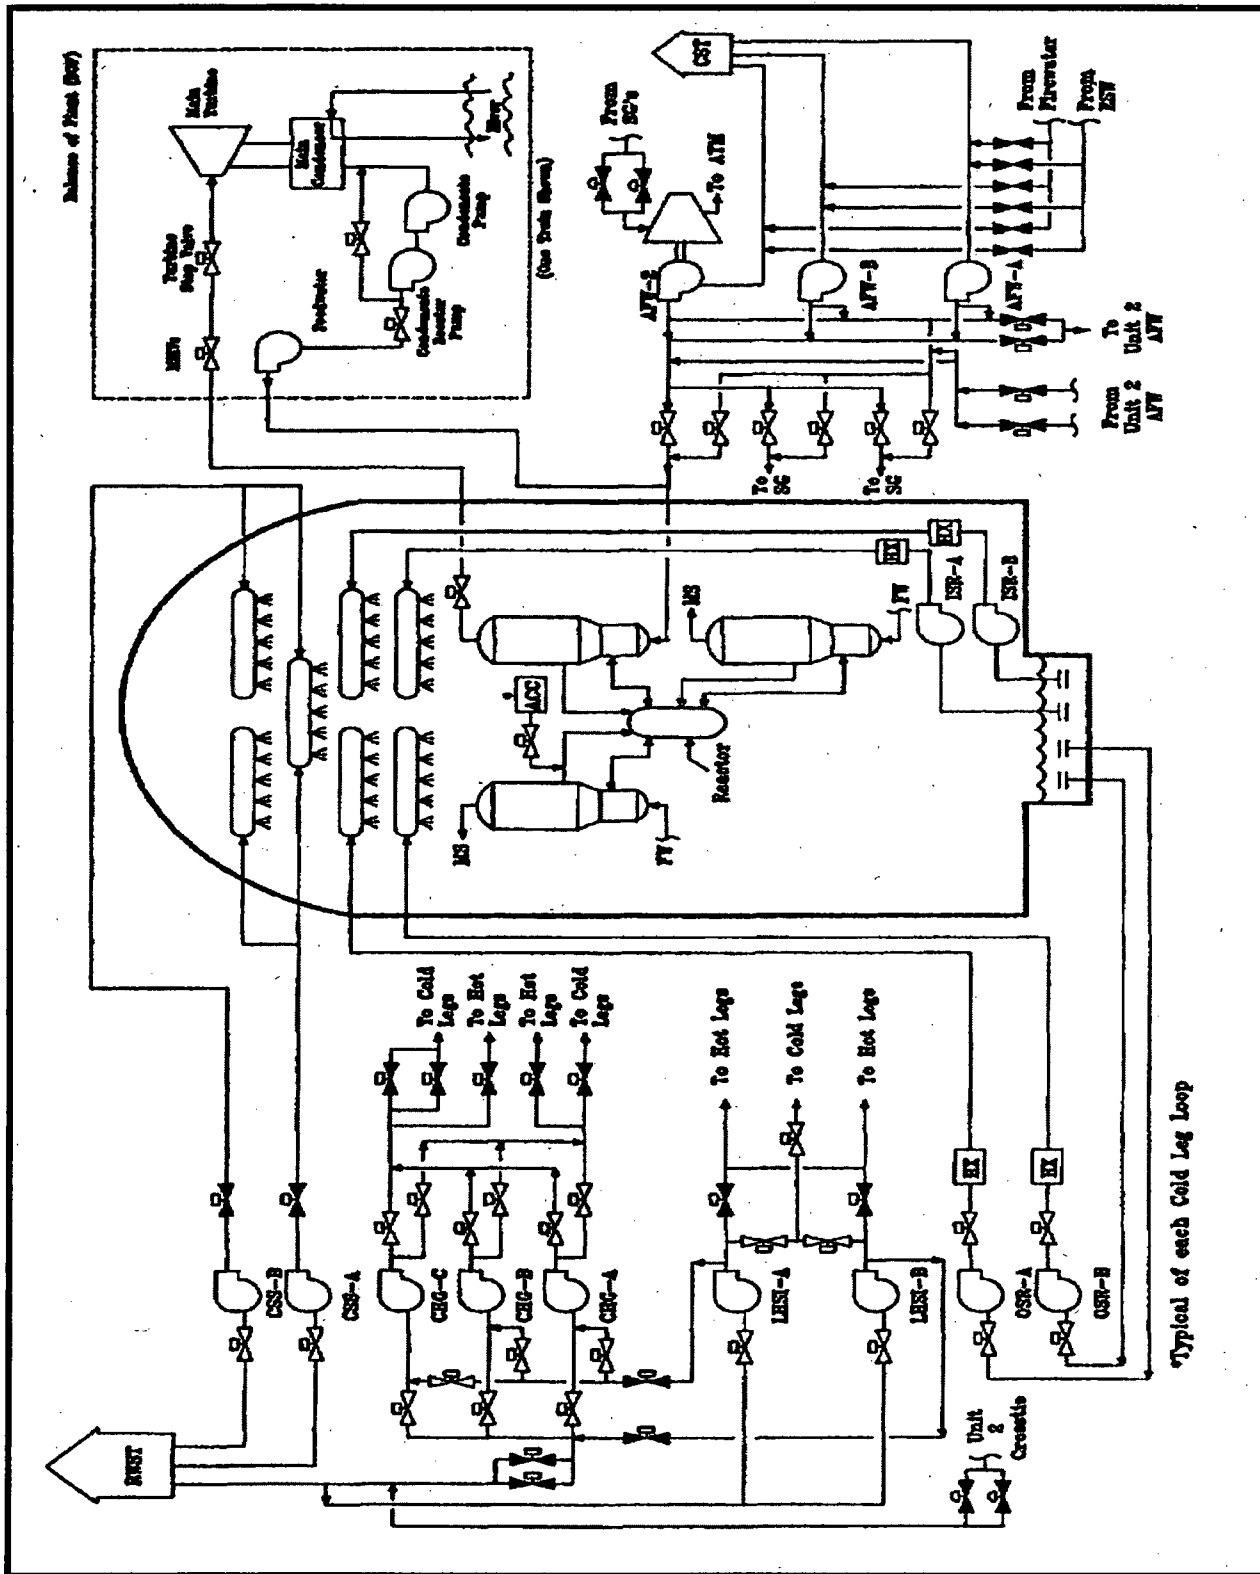 Balance of Plant (BOP)
Main
Turbine
Main
Condenser
River
(One Train Shown)
Turbine
Stop Valve
Feedwater
Condensate
Pump
Condensate
Booster
Pump
CST
From
SG's
To ATM
From
Firewater
From
ESW
AFW-2
AFW-B
AFW-A
To
Unit 2
AFW
From
Unit 2
AFW
To
SG
To
SG
HX
HX
ISR-A
ISR-B
MS
FW
ACC
Reactor
MS
FW
To Cold
Legs
To Hot
Legs
To Hot
Legs
To Cold
Legs
To Hot Legs
To Cold Legs
To Hot Legs
HX
HX
CSS-B
CSS-A
CHG-C
CHG-B
CHG-A
LHSI-A
LHSI-B
OSR-A
OSR-B
RWST
Unit
2
Crosstie
*Typical of each Cold Leg Loop